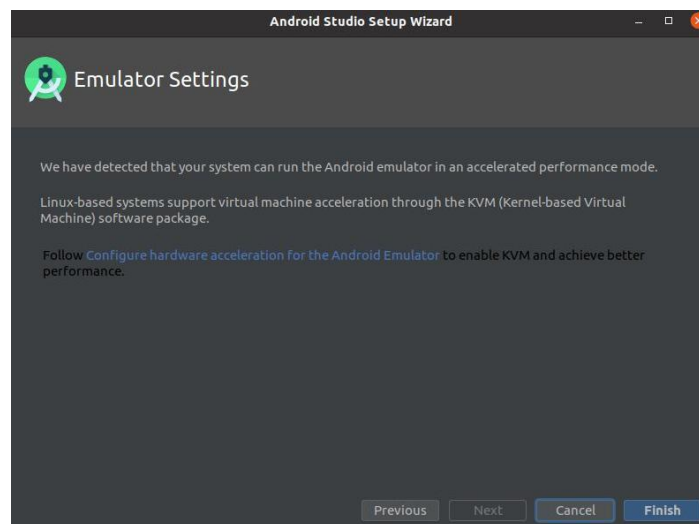 Android Studio Setup Wizard
Emulator Settings
We have detected that your system can run the Android emulator in an accelerated performance mode.
Linux-based systems support virtual machine acceleration through the KVM (Kernel-based Virtual
Machine) software package.
Follow Configure hardware acceleration for the Android Emulator to enable KVM and achieve better
performance.
Previous Next Cancel Finish